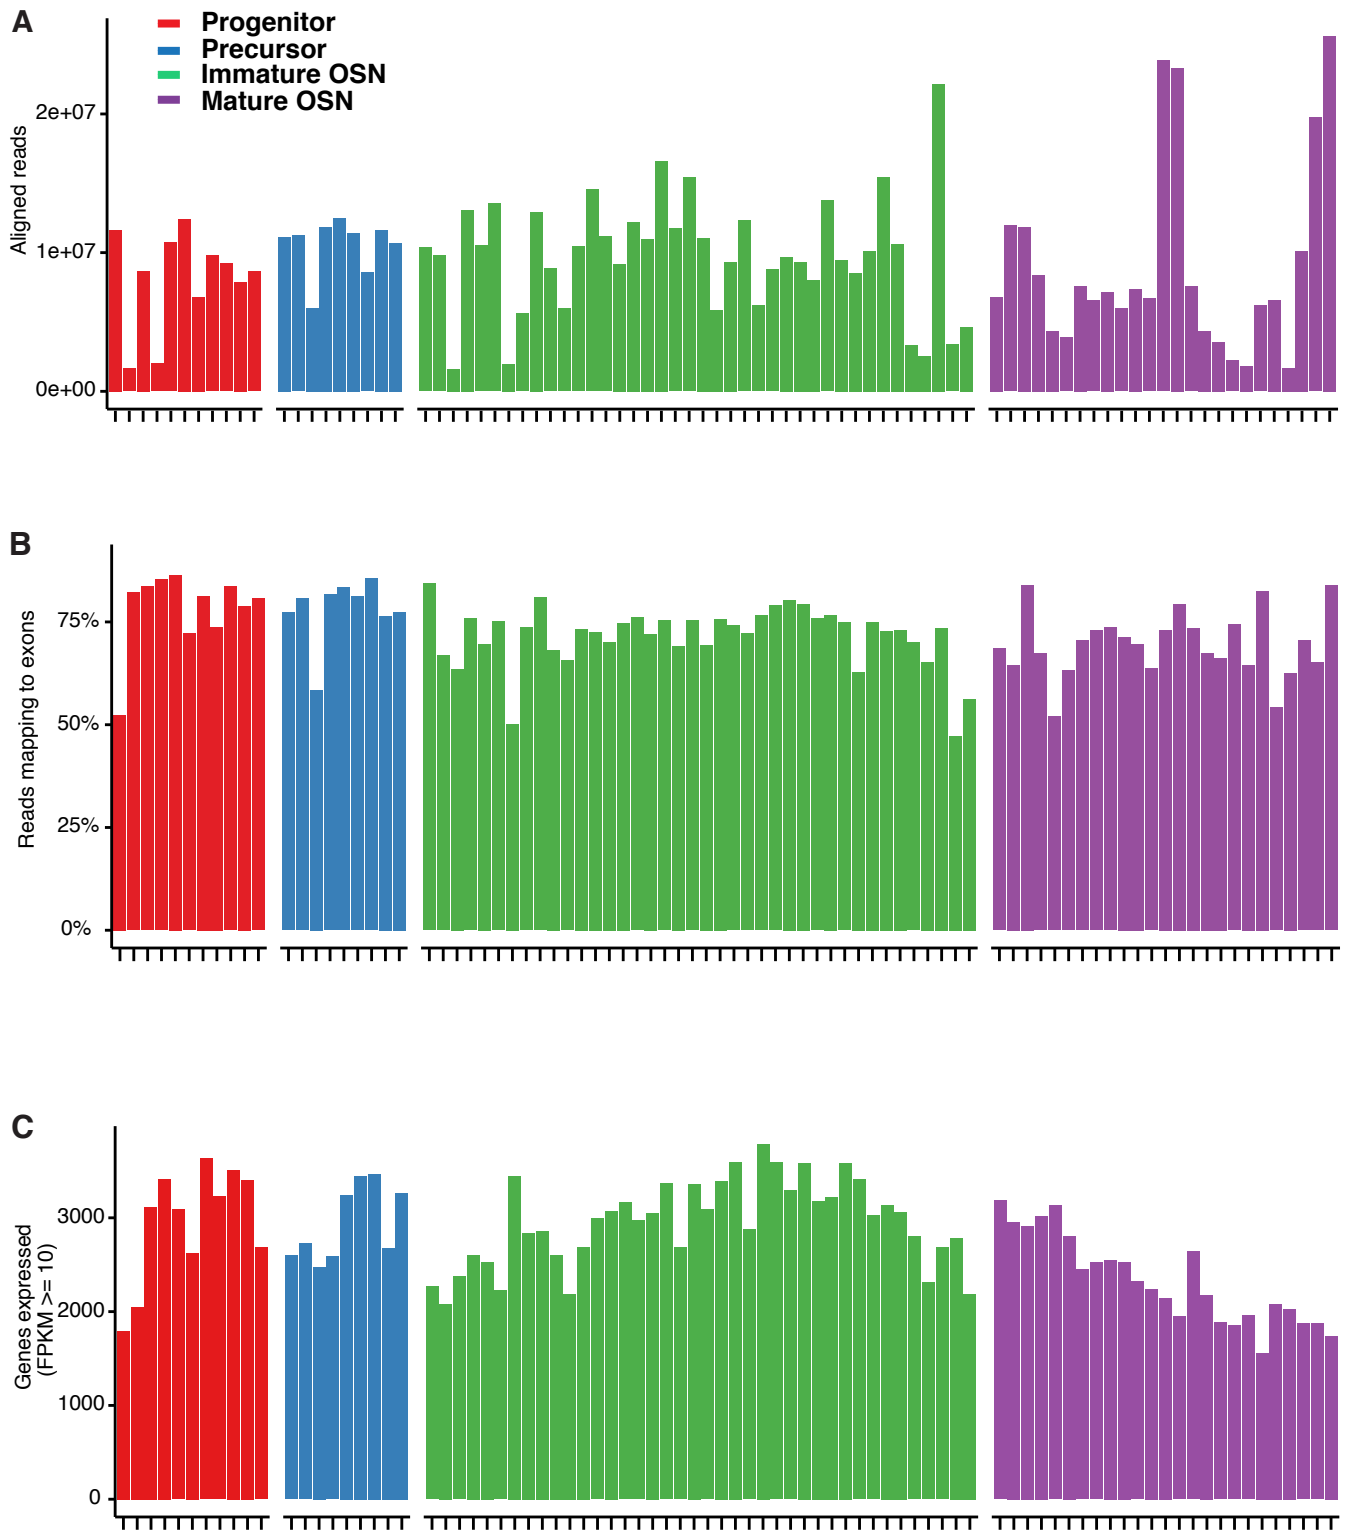 A
Progenitor
Precursor
Immature OSN
Mature OSN
Aligned reads
2e+07
1e+07
0e+00
B
Reads mapping to exons
75%
50%
25%
0%
C
Genes expressed
(FPKM >= 10)
3000
2000
1000
0